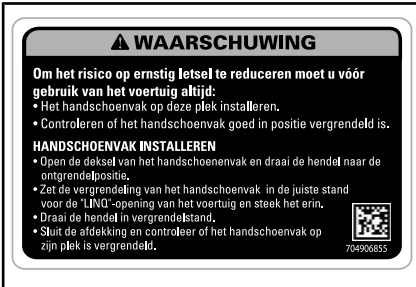 WAARSCHUWING
Om het risico op ernstig letsel te reduceren moet u vóór
gebruik van het voertuig altijd:
• Het handschoenvak op deze plek installeren.
• Controleren of het handschoenvak goed in positie vergrendeld is.
HANDSCHOENVAK INSTALLEREN
• Open de deksel van het handschoenenvak en draai de hendel naar de
ontgrendelpositie.
• Zet de vergrendeling van het handschoenvak in de juiste stand
voor de "LINQ"-opening van het voertuig en steek het erin.
• Draai de hendel in vergrendelstand.
• Sluit de afdekking en controleer of het handschoenvak op
zijn plek is vergrendeld.
704906855